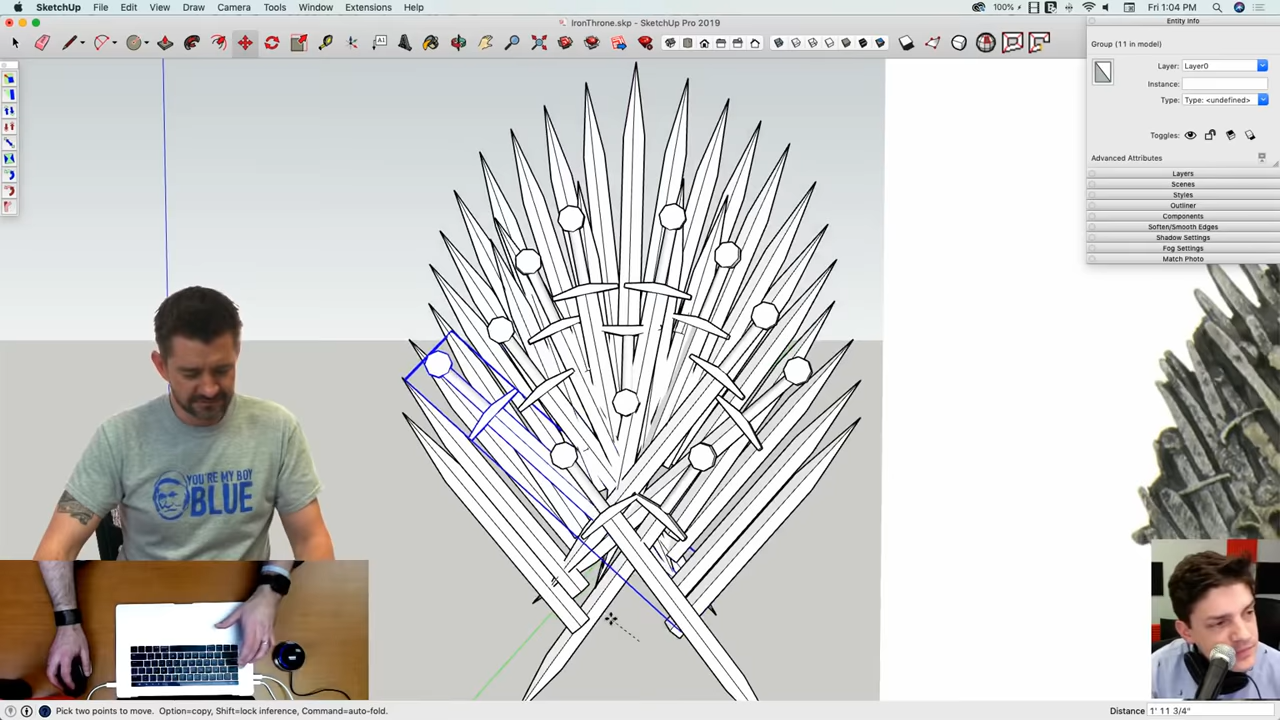 SketchUp File Edit View Draw Camera Tools Window Extensions Help
100% Fri 1:04 PM
IronThrone.skp - SketchUp Pro 2019
Entity Info
Group (11 in model)
Layer: Layer0
Instance:
Type: Type: <undefined>
Toggles:
Advanced Attributes
Layers
Scenes
Styles
Outliner
Components
Soften/Smooth Edges
Shadow Settings
Fog Settings
Match Photo
YOU'RE MY BOY
BLUE
Pick two points to move. Option=copy, Shift=lock inference, Command=auto-fold.
Distance 1' 11 3/4"